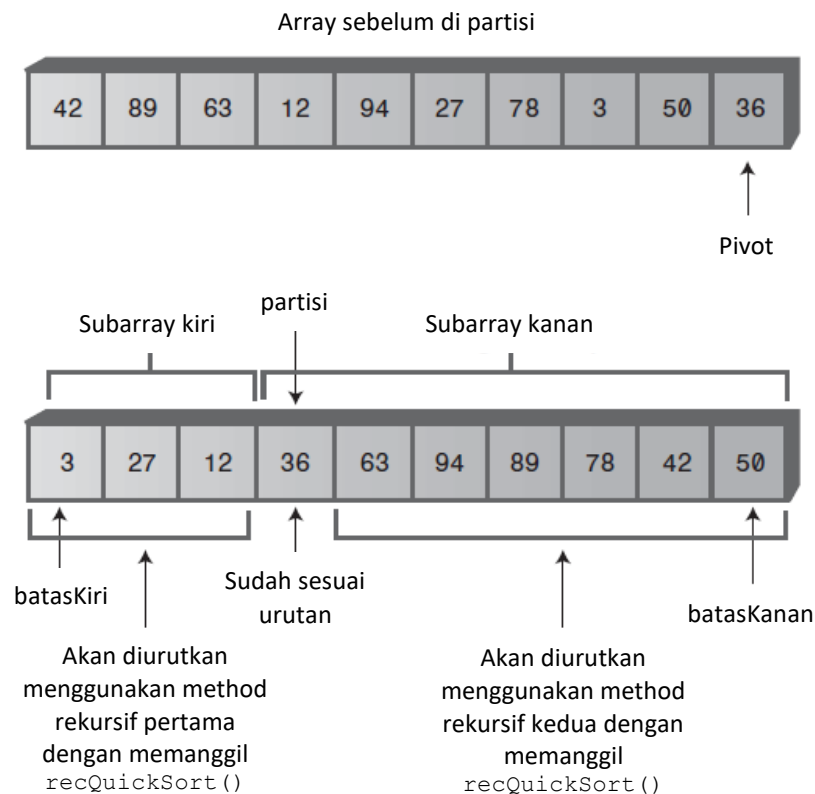 Array sebelum di partisi
42 89 63 12 94 27 78 3 50 36
Pivot
partisi
Subarray kiri
Subarray kanan
3 27 12 36 63 94 89 78 42 50
batasKiri
Sudah sesuai
urutan
batasKanan
Akan diurutkan
menggunakan method
rekursif pertama
dengan memanggil
recQuickSort()
Akan diurutkan
menggunakan method
rekursif kedua dengan
memanggil
recQuickSort()